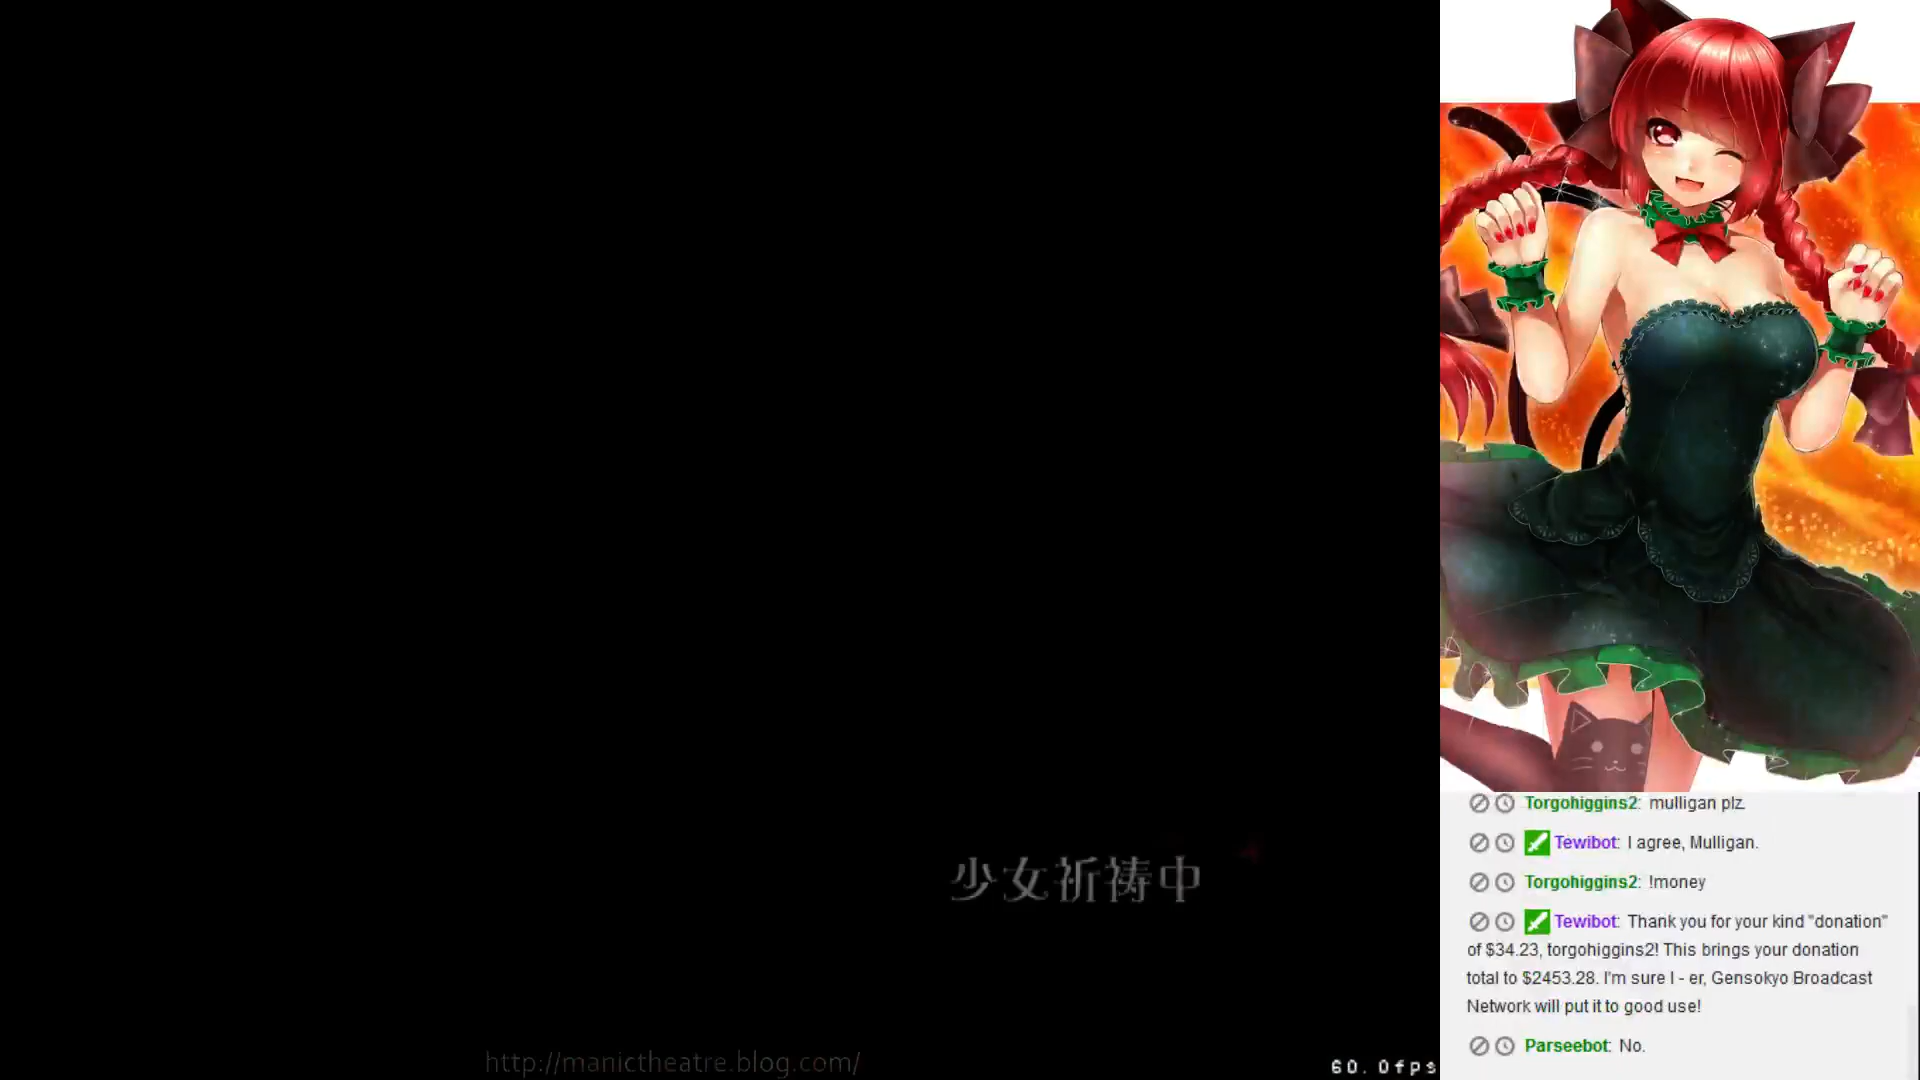 少女祈祷中
http://manictheatre.blog.com/
60.0fps
Torgohiggins2: mulligan plz.
Tewibot: I agree, Mulligan.
Torgohiggins2: !money
Tewibot: Thank you for your kind "donation"
of $34.23, torgohiggins2! This brings your donation
total to $2453.28. I'm sure I - er, Gensokyo Broadcast
Network will put it to good use!
Parseebot: No.